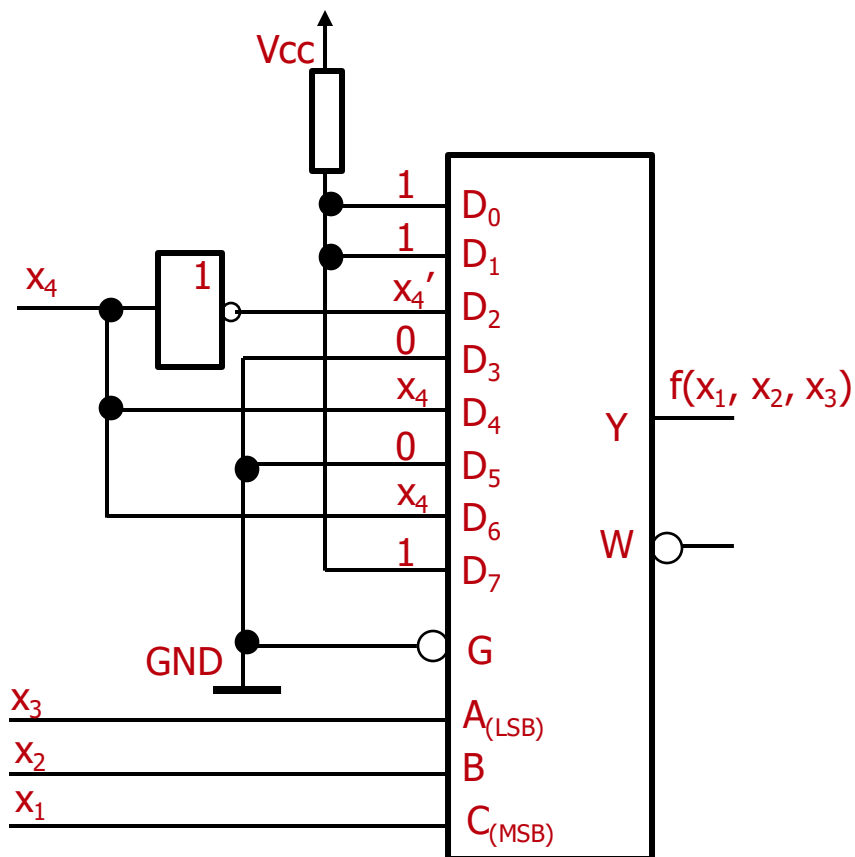 Vcc
1
D₀
1
D₁
x₄
1
x₄’
D₂
0
D₃
x₄
D₄
f(x₁, x₂, x₃)
Y
0
D₅
x₄
D₆
W
1
D₇
G
GND
x₃
A(LSB)
x₂
B
x₁
C(MSB)